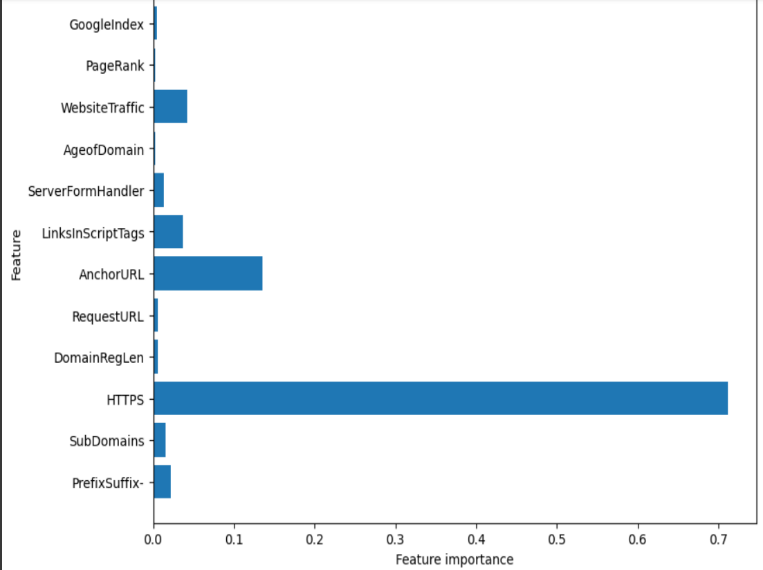 GoogleIndex
PageRank
WebsiteTraffic
AgeofDomain
ServerFormHandler
LinksInScriptTags
AnchorURL
RequestURL
DomainRegLen
HTTPS
SubDomains
PrefixSuffix-
Feature
0.0 0.1 0.2 0.3 0.4 0.5 0.6 0.7
Feature importance